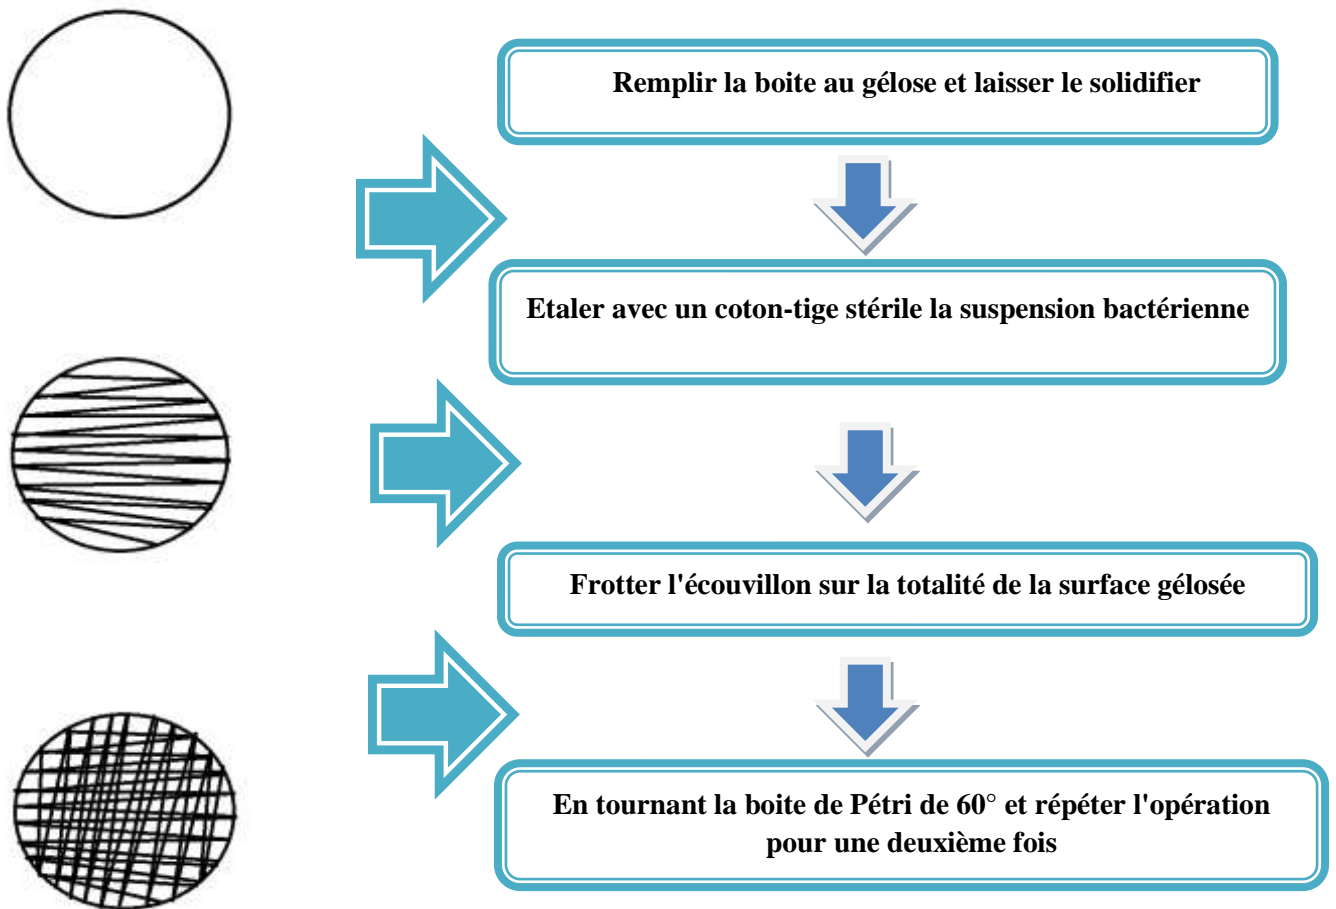 Remplir la boite au gélose et laisser le solidifier
Etaler avec un coton-tige stérile la suspension bactérienne
Frotter l'écouvillon sur la totalité de la surface gélosée
En tournant la boite de Pétri de 60° et répéter l'opération
pour une deuxième fois